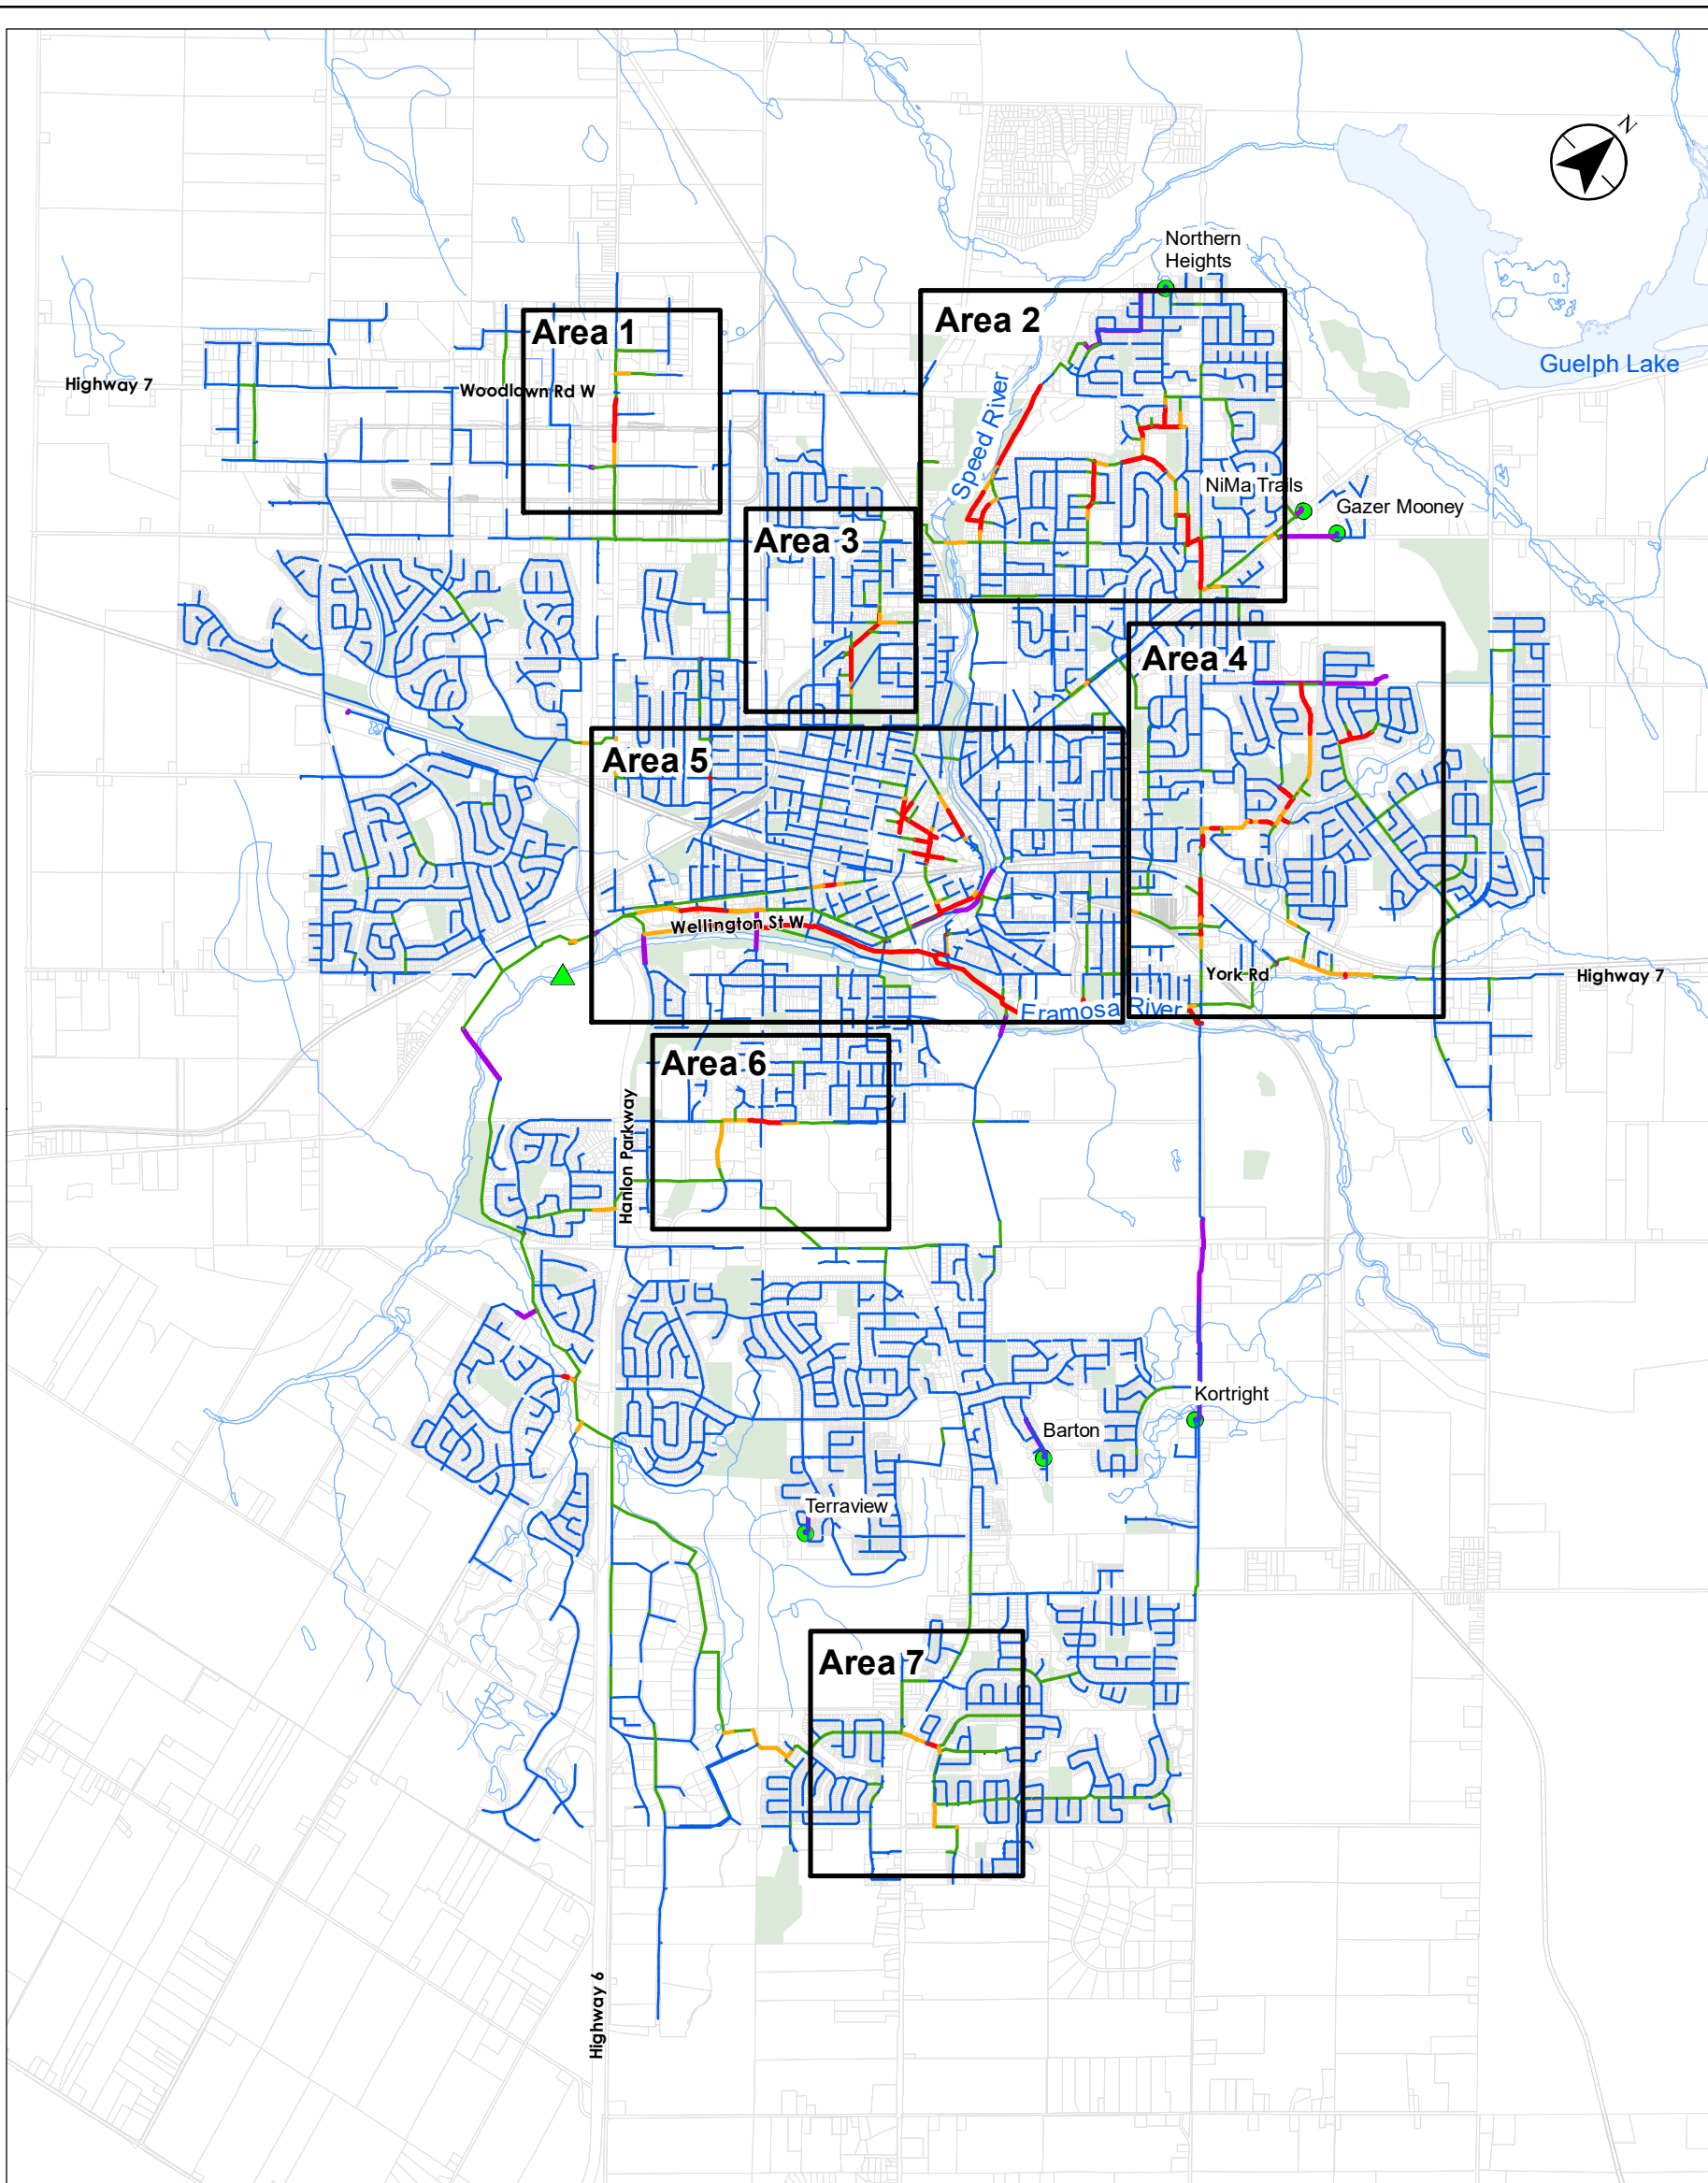 N
Northern
Heights
Area 1
Area 2
Guelph Lake
Highway 7
Woodlawn Rd W
Speed River
NiMa Trails
Gazer Mooney
Area 3
Area 4
Area 5
Wellington St W
York Rd
Highway 7
Eramosa River
Area 6
Hanlon Parkway
Kortright
Barton
Terraview
Area 7
Highway 6